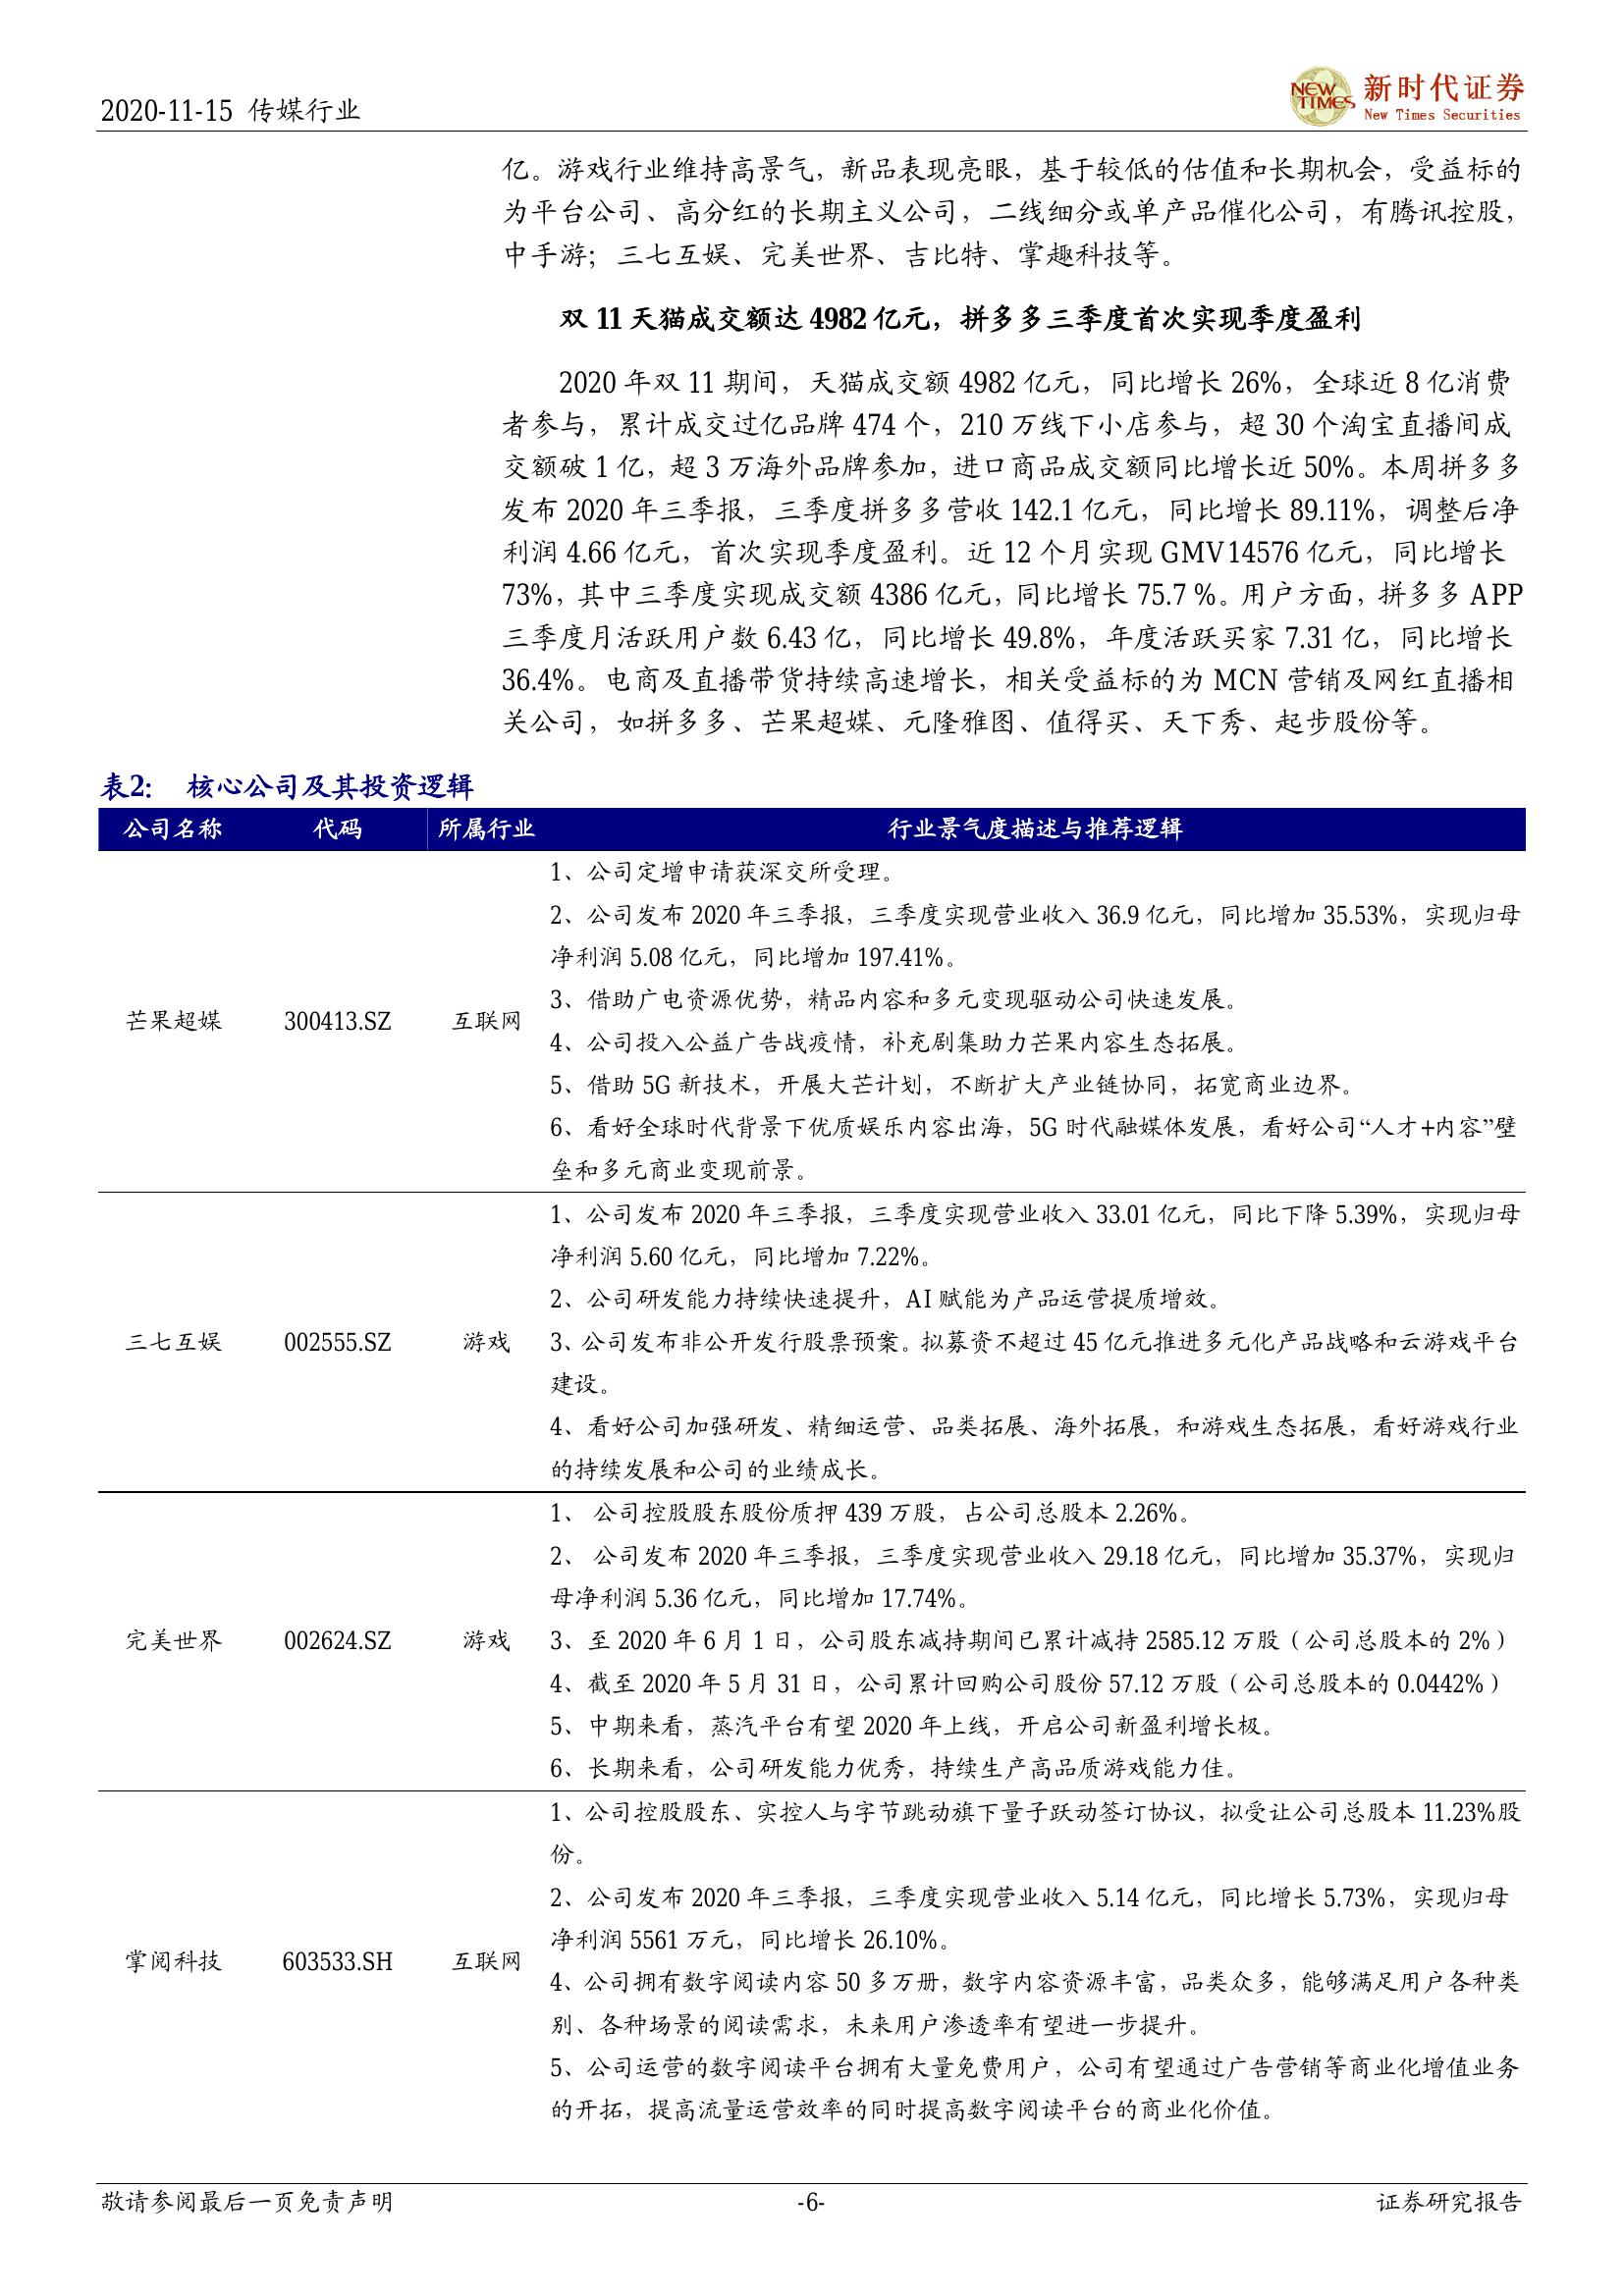 2020-11-15 传媒行业
NEW TIMES 新时代证券
New Times Securities
亿。游戏行业维持高景气，新品表现亮眼，基于较低的估值和长期机会，受益标的
为平台公司、高分红的长期主义公司，二线细分或单产品催化公司，有腾讯控股，
中手游；三七互娱、完美世界、吉比特、掌趣科技等。
双 11 天猫成交额达 4982 亿元，拼多多三季度首次实现季度盈利
2020 年双 11 期间，天猫成交额 4982 亿元，同比增长 26%，全球近 8 亿消费
者参与，累计成交过亿品牌 474 个，210 万线下小店参与，超 30 个淘宝直播间成
交额破 1 亿，超 3 万海外品牌参加，进口商品成交额同比增长近 50%。本周拼多多
发布 2020 年三季报，三季度拼多多营收 142.1 亿元，同比增长 89.11%，调整后净
利润 4.66 亿元，首次实现季度盈利。近 12 个月实现 GMV14576 亿元，同比增长
73%，其中三季度实现成交额 4386 亿元，同比增长 75.7 %。用户方面，拼多多 APP
三季度月活跃用户数 6.43 亿，同比增长 49.8%，年度活跃买家 7.31 亿，同比增长
36.4%。电商及直播带货持续高速增长，相关受益标的为 MCN 营销及网红直播相
关公司，如拼多多、芒果超媒、元隆雅图、值得买、天下秀、起步股份等。
表2： 核心公司及其投资逻辑
公司名称 代码 所属行业 行业景气度描述与推荐逻辑
1、公司定增申请获深交所受理。
2、公司发布 2020 年三季报，三季度实现营业收入 36.9 亿元，同比增加 35.53%，实现归母
净利润 5.08 亿元，同比增加 197.41%。
3、借助广电资源优势，精品内容和多元变现驱动公司快速发展。
芒果超媒 300413.SZ 互联网
4、公司投入公益广告战疫情，补充剧集助力芒果内容生态拓展。
5、借助 5G 新技术，开展大芒计划，不断扩大产业链协同，拓宽商业边界。
6、看好全球时代背景下优质娱乐内容出海，5G 时代融媒体发展，看好公司“人才+内容”壁
垒和多元商业变现前景。
1、公司发布 2020 年三季报，三季度实现营业收入 33.01 亿元，同比下降 5.39%，实现归母
净利润 5.60 亿元，同比增加 7.22%。
2、公司研发能力持续快速提升，AI 赋能为产品运营提质增效。
三七互娱 002555.SZ 游戏 3、公司发布非公开发行股票预案。拟募资不超过 45 亿元推进多元化产品战略和云游戏平台
建设。
4、看好公司加强研发、精细运营、品类拓展、海外拓展，和游戏生态拓展，看好游戏行业
的持续发展和公司的业绩成长。
1、 公司控股股东股份质押 439 万股，占公司总股本 2.26%。
2、 公司发布 2020 年三季报，三季度实现营业收入 29.18 亿元，同比增加 35.37%，实现归
母净利润 5.36 亿元，同比增加 17.74%。
完美世界 002624.SZ 游戏 3、至 2020 年 6 月 1 日，公司股东减持期间已累计减持 2585.12 万股（公司总股本的 2%）
4、截至 2020 年 5 月 31 日，公司累计回购公司股份 57.12 万股（公司总股本的 0.0442%）
5、中期来看，蒸汽平台有望 2020 年上线，开启公司新盈利增长极。
6、长期来看，公司研发能力优秀，持续生产高品质游戏能力佳。
1、公司控股股东、实控人与字节跳动旗下量子跃动签订协议，拟受让公司总股本 11.23%股
份。
2、公司发布 2020 年三季报，三季度实现营业收入 5.14 亿元，同比增长 5.73%，实现归母
净利润 5561 万元，同比增长 26.10%。
掌阅科技 603533.SH 互联网
4、公司拥有数字阅读内容 50 多万册，数字内容资源丰富，品类众多，能够满足用户各种类
别、各种场景的阅读需求，未来用户渗透率有望进一步提升。
5、公司运营的数字阅读平台拥有大量免费用户，公司有望通过广告营销等商业化增值业务
的开拓，提高流量运营效率的同时提高数字阅读平台的商业化价值。
敬请参阅最后一页免责声明 -6- 证券研究报告